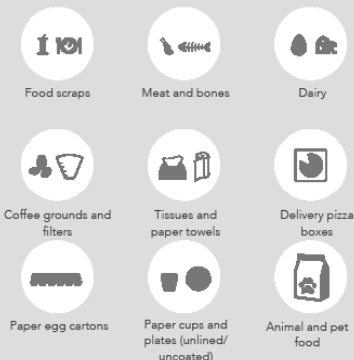 Food scraps
Meat and bones
Dairy
Coffee grounds and
filters
Tissues and
paper towels
Delivery pizza
boxes
Paper egg cartons
Paper cups and
plates (unlined/
uncoated)
Animal and pet
food